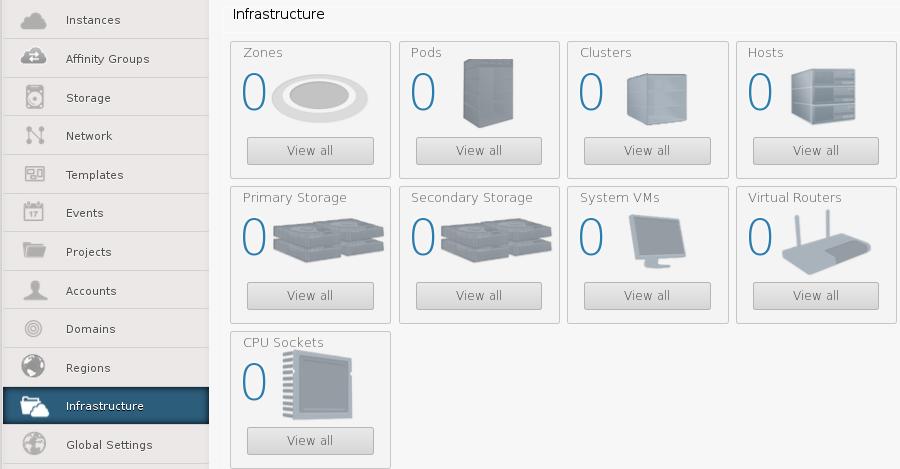 Instances
Affinity Groups
Storage
Network
Templates
17
Events
Projects
Accounts
Domains
Regions
Infrastructure
Global Settings
Infrastructure
Zones
0
View all
Pods
0
View all
Clusters
0
View all
Hosts
0
View all
Primary Storage
0
View all
Secondary Storage
0
View all
System VMs
0
View all
Virtual Routers
0
View all
CPU Sockets
0
View all